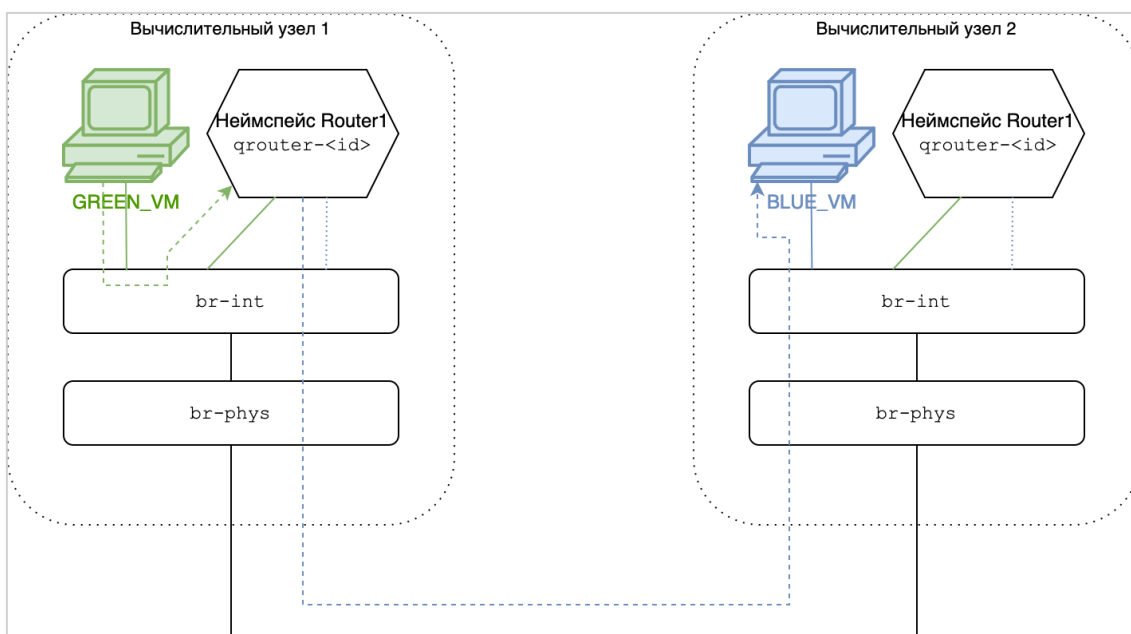 Вычислительный узел 1
Вычислительный узел 2
Неймспейс Router1
qrouter-<id>
GREEN_VM
Неймспейс Router1
qrouter-<id>
BLUE_VM
br-int
br-int
br-phys
br-phys